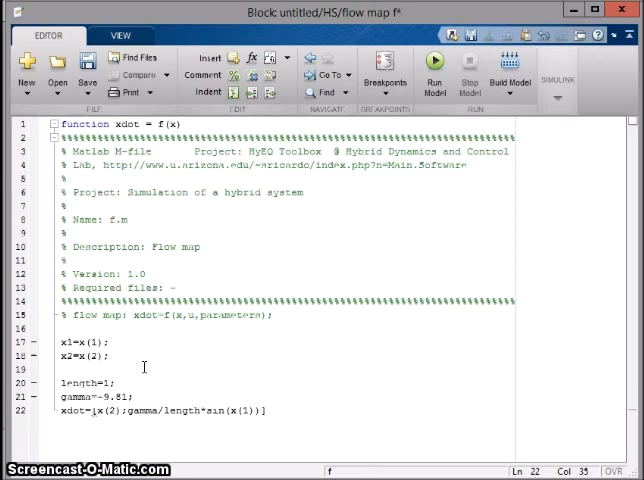 Block: untitled/HS/flow map f*
EDITOR VIEW
New Open Save Find Files Compare Print Insert Comment Indent fx Go To Find Breakpoints Run Model Stop Model Build Model SIMULINK
FILE EDIT NAVIGATE BREAKPOINTS RUN
1 function xdot = f(x)
2 %%%%%%%%%%%%%%%%%%%%%%%%%%%%%%%%%%%%%%%%%%%%%%%%%%%%%%%%%%%%%%%%%%%%%%%
3 % Matlab M-file Project: HyEQ Toolbox @ Hybrid Dynamics and Control
4 % Lab, http://www.u.arizona.edu/~sricardo/index.php?n=Main.Software
5 %
6 % Project: Simulation of a hybrid system
7 %
8 % Name: f.m
9 %
10 % Description: Flow map
11 %
12 % Version: 1.0
13 % Required files: -
14 %%%%%%%%%%%%%%%%%%%%%%%%%%%%%%%%%%%%%%%%%%%%%%%%%%%%%%%%%%%%%%%%%%%%%%%
15 % flow map: xdot=f(x,u,parameters);
16
17 x1=x(1);
18 x2=x(2);
19
20 length=1;
21 gamma=-9.81;
22 xdot=[x(2);gamma/length*sin(x(1))]
Screencast-O-Matic.com f Ln 22 Col 35 OVR